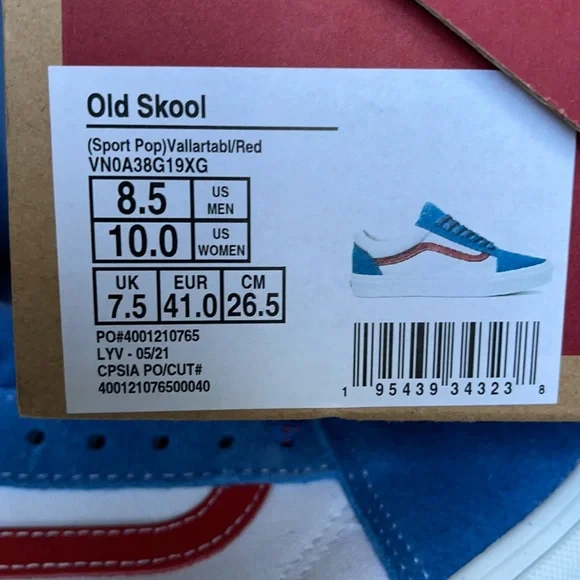 Old Skool
(Sport Pop)Vallartabl/Red
VN0A38G19XG
8.5 US MEN
10.0 US WOMEN
UK 7.5 EUR 41.0 CM 26.5
PO#4001210765
LYV - 05/21
CPSIA PO/CUT#
400121076500040
1 95439 34323 8